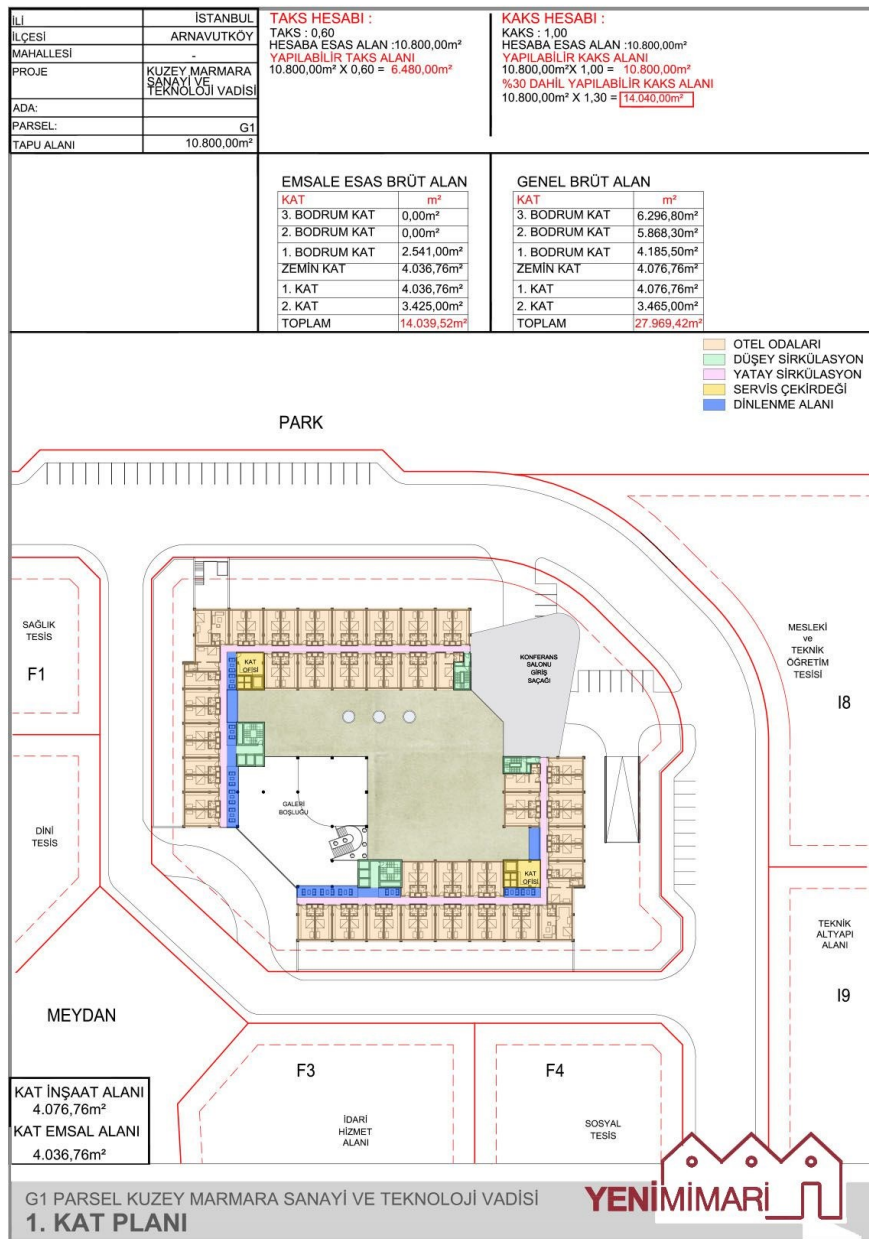 İLİ İSTANBUL
İLÇESİ ARNAVUTKÖY
MAHALLESİ -
PROJE KUZEY MARMARA
SANAYİ VE
TEKNOLOJİ VADİSİ
ADA:
PARSEL: G1
TAPU ALANI 10.800,00m²
TAKS HESABI :
TAKS : 0,60
HESABA ESAS ALAN :10.800,00m²
YAPILABİLİR TAKS ALANI
10.800,00m² X 0,60 = 6.480,00m²
KAKS HESABI :
KAKS : 1,00
HESABA ESAS ALAN :10.800,00m²
YAPILABİLİR KAKS ALANI
10.800,00m²X 1,00 = 10.800,00m²
%30 DAHİL YAPILABİLİR KAKS ALANI
10.800,00m² X 1,30 = 14.040,00m²
EMSALE ESAS BRÜT ALAN
KAT m²
3. BODRUM KAT 0,00m²
2. BODRUM KAT 0,00m²
1. BODRUM KAT 2.541,00m²
ZEMİN KAT 4.036,76m²
1. KAT 4.036,76m²
2. KAT 3.425,00m²
TOPLAM 14.039,52m²
GENEL BRÜT ALAN
KAT m²
3. BODRUM KAT 6.296,80m²
2. BODRUM KAT 5.868,30m²
1. BODRUM KAT 4.185,50m²
ZEMİN KAT 4.076,76m²
1. KAT 4.076,76m²
2. KAT 3.465,00m²
TOPLAM 27.969,42m²
OTEL ODALARI
DÜŞEY SİRKÜLASYON
YATAY SİRKÜLASYON
SERVİS ÇEKİRDEĞİ
DİNLENME ALANI
PARK
SAĞLIK
TESİS
F1
KAT
OFİSİ
KONFERANS
SALONU
GİRİŞ
SAÇAĞI
MESLEKİ
ve
TEKNİK
ÖĞRETİM
TESİSİ
I8
DİNİ
TESİS
GALERİ
BOŞLUĞU
KAT
OFİSİ
TEKNİK
ALTYAPI
ALANI
I9
MEYDAN
F3
İDARİ
HİZMET
ALANI
F4
SOSYAL
TESİS
KAT İNŞAAT ALANI
4.076,76m²
KAT EMSAL ALANI
4.036,76m²
G1 PARSEL KUZEY MARMARA SANAYİ VE TEKNOLOJİ VADİSİ
1. KAT PLANI
YENİMİMARİ